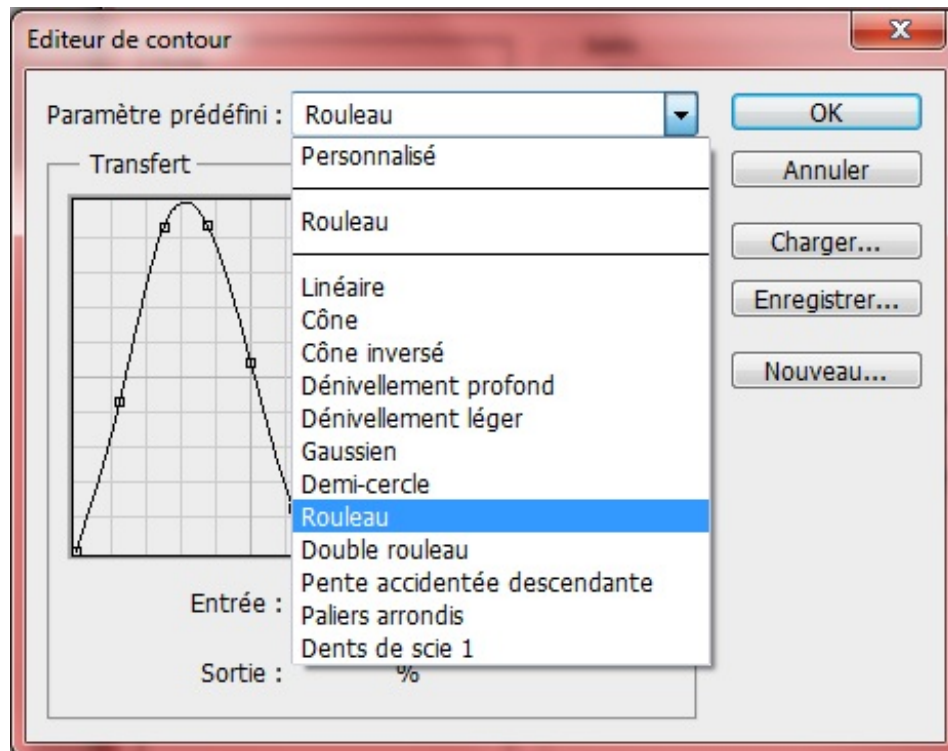 Editeur de contour
Paramètre prédéfini : Rouleau
OK
Transfert
Personnalisé
Annuler
Rouleau
Charger...
Linéaire
Enregistrer...
Cône
Cône inversé
Nouveau...
Dénivellement profond
Dénivellement léger
Gaussien
Demi-cercle
Rouleau
Double rouleau
Pente accidentée descendante
Entrée :
Paliers arrondis
Dents de scie 1
Sortie : %